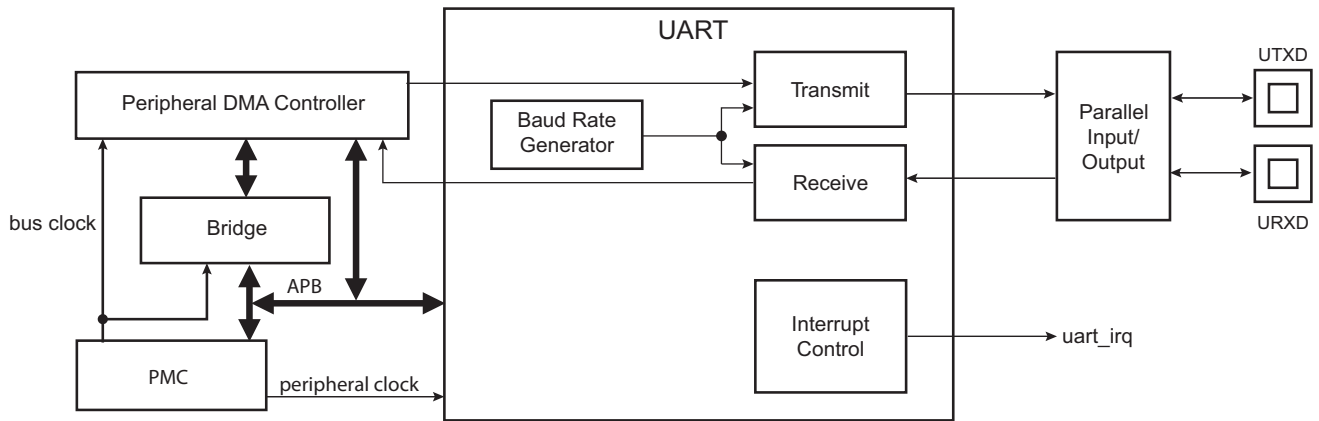 UART
Peripheral DMA Controller
Baud Rate
Generator
Transmit
Receive
Parallel
Input/
Output
UTXD
URXD
bus clock
Bridge
APB
PMC
peripheral clock
Interrupt
Control
uart_irq